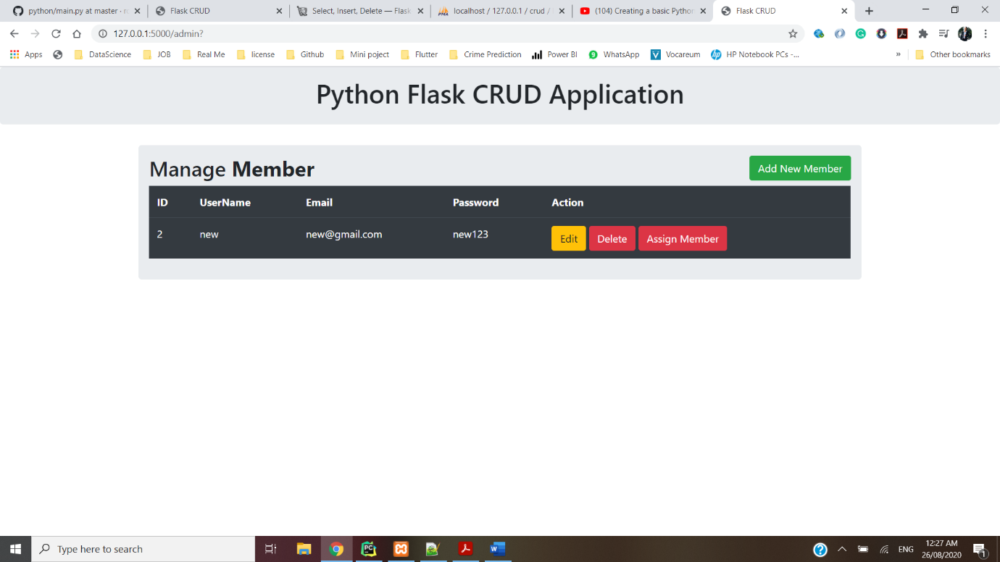 python/main.py at master · rc
Flask CRUD
Select, Insert, Delete — Flask
localhost / 127.0.0.1 / crud /
(104) Creating a basic Python
Flask CRUD
127.0.0.1:5000/admin?
Apps
DataScience
JOB
Real Me
license
Github
Mini poject
Flutter
Crime Prediction
Power BI
WhatsApp
Vocareum
HP Notebook PCs -...
»
Other bookmarks
Python Flask CRUD Application
Manage Member
Add New Member
ID UserName Email Password Action
2 new new@gmail.com new123 Edit Delete Assign Member
Type here to search
ENG
12:27 AM
26/08/2020
1